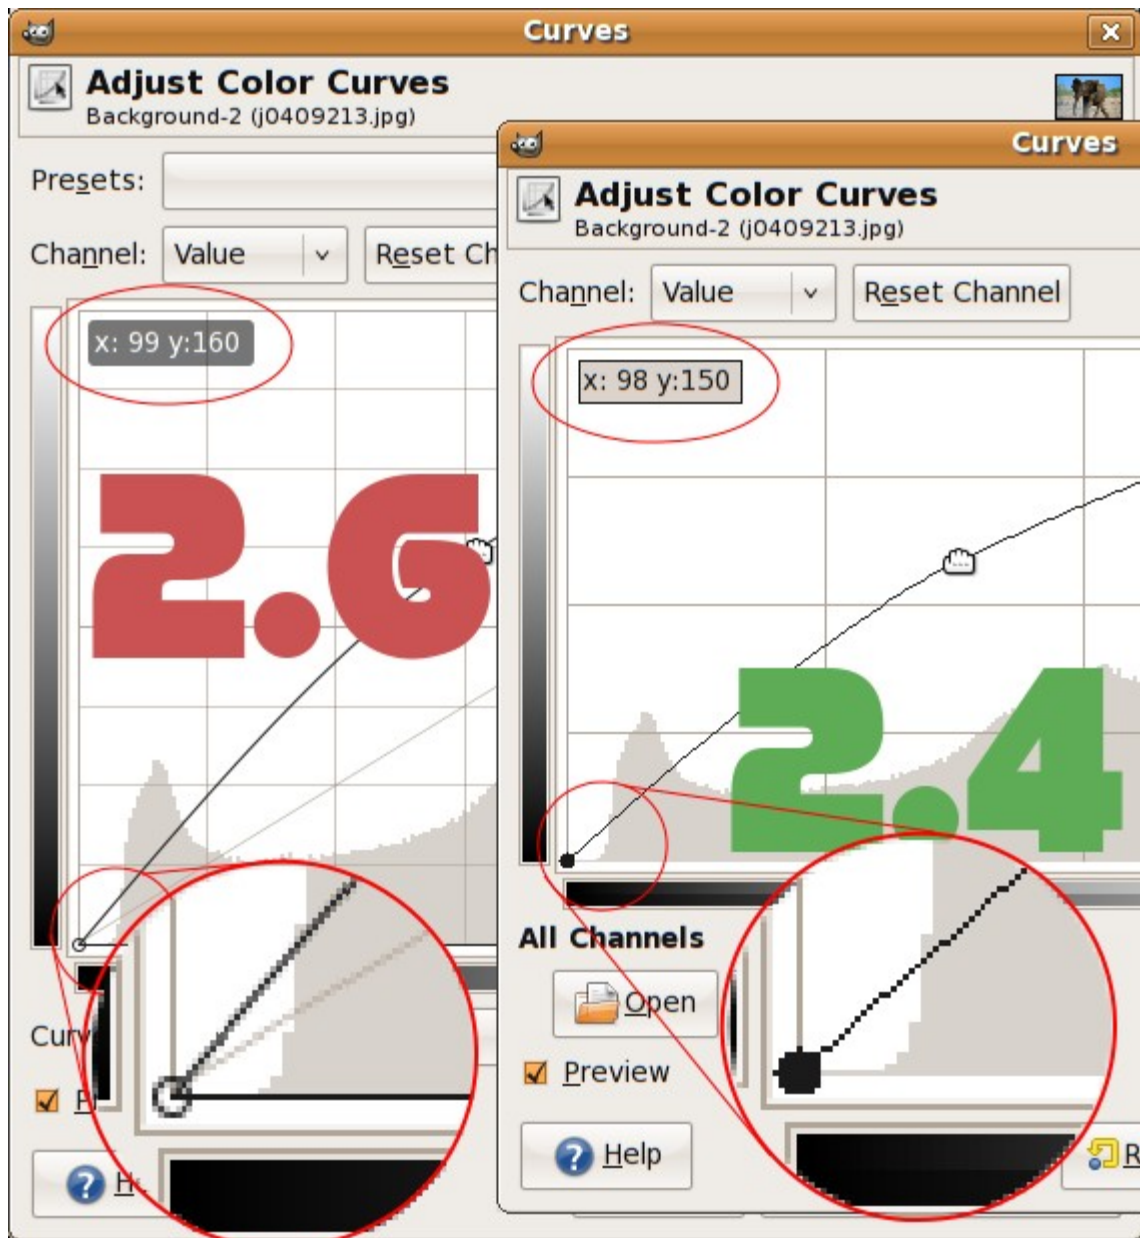 Curves
Adjust Color Curves
Background-2 (j0409213.jpg)
Presets:
Channel: Value Reset Ch
x: 99 y:160
2.6
Curv
P
H
Curves
Adjust Color Curves
Background-2 (j0409213.jpg)
Channel: Value Reset Channel
x: 98 y:150
2.4
All Channels
Open
Preview
Help
R